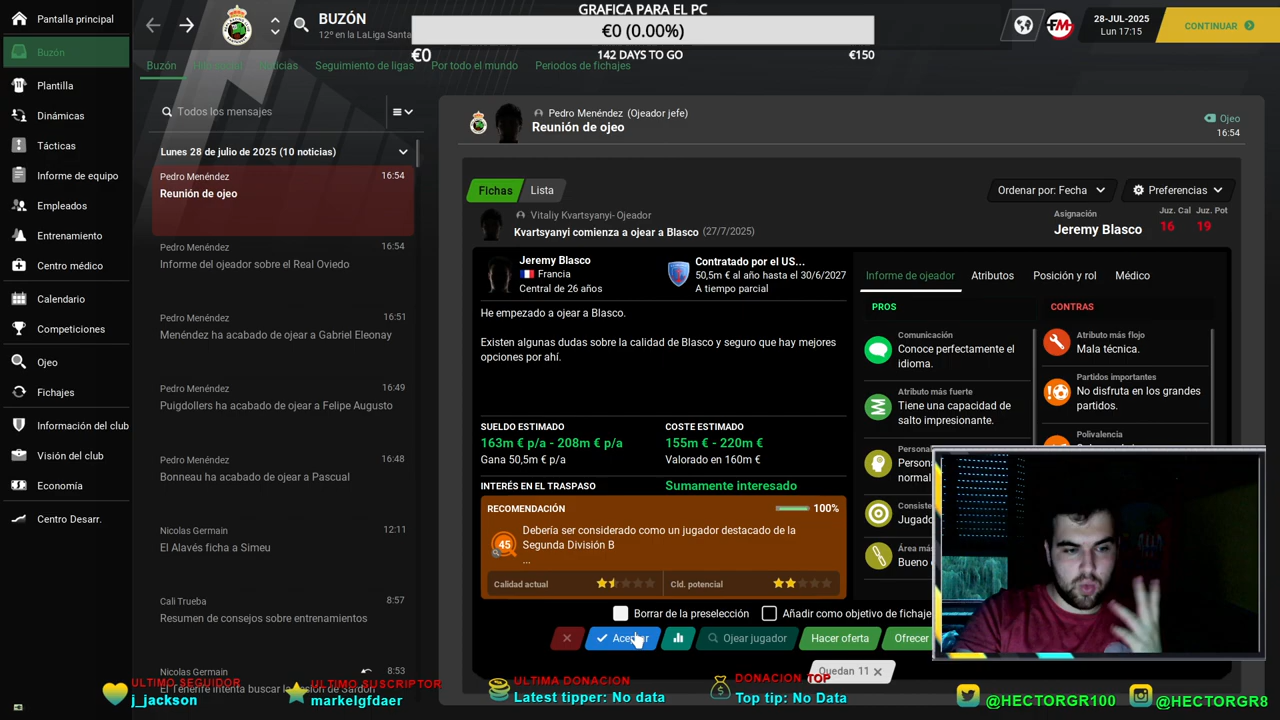 Pantalla principal
Buzón
Plantilla
Dinámicas
Tácticas
Informe de equipo
Empleados
Entrenamiento
Centro médico
Calendario
Competiciones
Ojeo
Fichajes
Información del club
Visión del club
Economía
Centro Desarr.
BUZÓN
12º en la LaLiga Santa
GRAFICA PARA EL PC
€0 (0.00%)
€0
142 DAYS TO GO
€150
28-JUL-2025
Lun 17:15
CONTINUAR
Buzón
Noticias
Seguimiento de ligas
Por todo el mundo
Periodos de fichajes
Todos los mensajes
Lunes 28 de julio de 2025 (10 noticias)
Pedro Menéndez
16:54
Reunión de ojeo
Pedro Menéndez
16:54
Informe del ojeador sobre el Real Oviedo
Pedro Menéndez
16:51
Menéndez ha acabado de ojear a Gabriel Eleonay
Pedro Menéndez
16:49
Puigdollers ha acabado de ojear a Felipe Augusto
Pedro Menéndez
16:48
Bonneau ha acabado de ojear a Pascual
Nicolas Germain
12:11
El Alavés ficha a Simeu
Cali Trueba
8:57
Resumen de consejos sobre entrenamientos
Nicolas Germain
8:53
El Tenerife intenta buscar la cesión de Saidon
Pedro Menéndez (Ojeador jefe)
Reunión de ojeo
Ojeo
16:54
Fichas
Lista
Ordenar por: Fecha
Preferencias
Vitaliy Kvartsyanyi- Ojeador
Kvartsyanyi comienza a ojear a Blasco (27/7/2025)
Asignación
Jeremy Blasco
Juz. Cal
16
Juz. Pot
19
Jeremy Blasco
Francia
Central de 26 años
Contratado por el US...
50,5m € al año hasta el 30/6/2027
A tiempo parcial
He empezado a ojear a Blasco.
Existen algunas dudas sobre la calidad de Blasco y seguro que hay mejores
opciones por ahí.
SUELDO ESTIMADO
163m € p/a - 208m € p/a
Gana 50,5m € p/a
COSTE ESTIMADO
155m € - 220m €
Valorado en 160m €
INTERÉS EN EL TRASPASO
Sumamente interesado
RECOMENDACIÓN
100%
45
Debería ser considerado como un jugador destacado de la
Segunda División B
...
Calidad actual
Cld. potencial
Informe de ojeador
Atributos
Posición y rol
Médico
PROS
Comunicación
Conoce perfectamente el
idioma.
Atributo más fuerte
Tiene una capacidad de
salto impresionante.
Persona
normal
Consiste
Jugado
Área má
Bueno
CONTRAS
Atributo más flojo
Mala técnica.
Partidos importantes
No disfruta en los grandes
partidos.
Polivalencia
Borrar de la preselección
Añadir como objetivo de fichaje
Aceptar
Ojear jugador
Hacer oferta
Ofrecer
Quedan 11
ULTIMO SEGUIDOR
j_jackson
ULTIMO SUSCRIPTOR
markelgfdaer
ULTIMA DONACION
Latest tipper: No data
DONACION TOP
Top tip: No Data
@HECTORGR100
@HECTORGR8